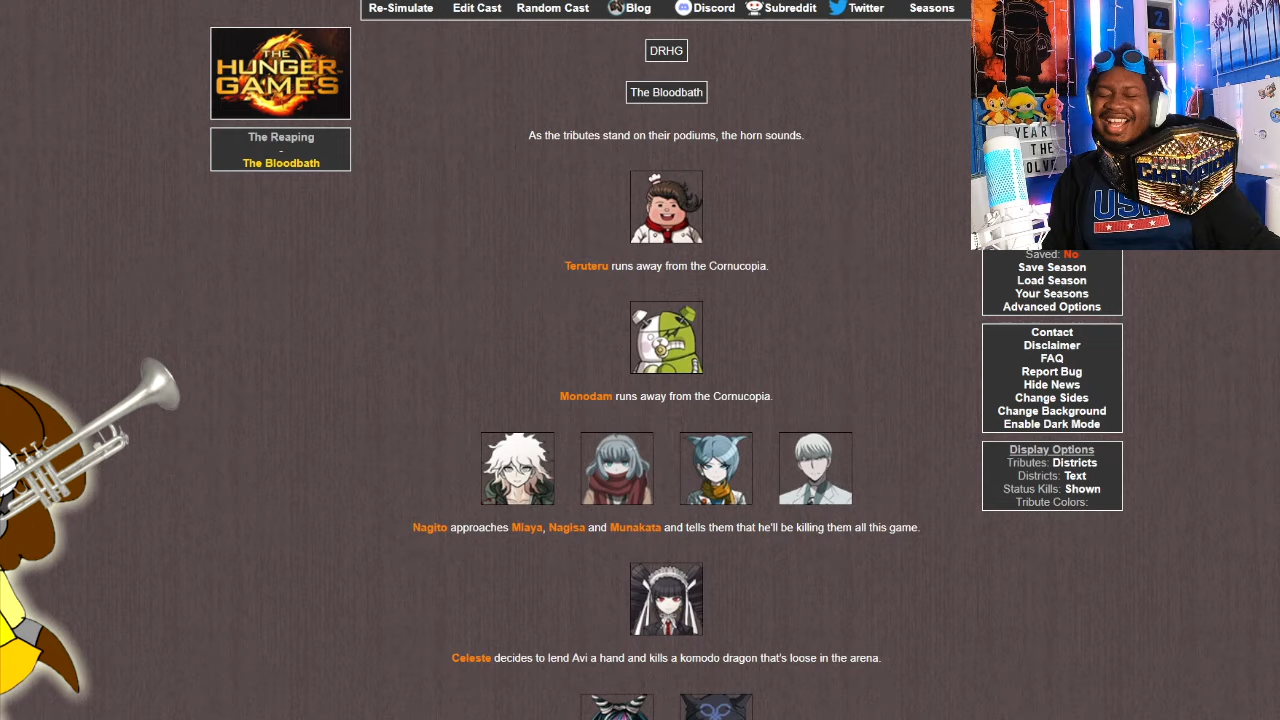 Re-Simulate Edit Cast Random Cast Blog Discord Subreddit Twitter Seasons
THE
HUNGER
GAMES
The Reaping
-
The Bloodbath
DRHG
The Bloodbath
As the tributes stand on their podiums, the horn sounds.
Teruteru runs away from the Cornucopia.
Monodam runs away from the Cornucopia.
Nagito approaches Miaya, Nagisa and Munakata and tells them that he'll be killing them all this game.
Celeste decides to lend Avi a hand and kills a komodo dragon that's loose in the arena.
2
YEAR
THE
OLVE
CHAMPION
Saved: No
Save Season
Load Season
Your Seasons
Advanced Options
Contact
Disclaimer
FAQ
Report Bug
Hide News
Change Sides
Change Background
Enable Dark Mode
Display Options
Tributes: Districts
Districts: Text
Status Kills: Shown
Tribute Colors: